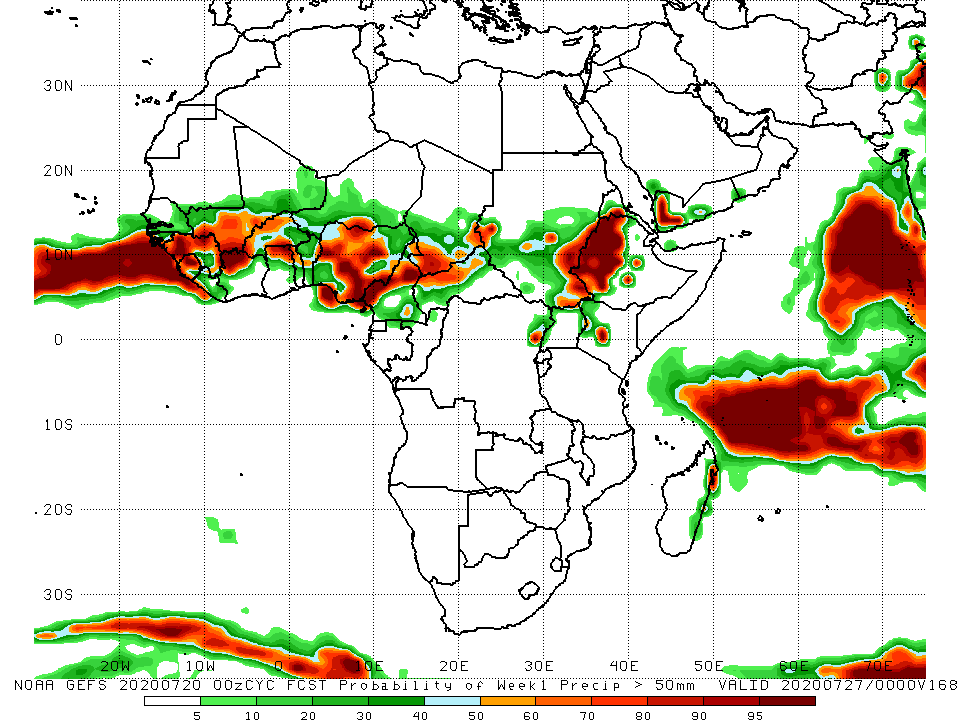 30N
20N
10N
0
10S
20S
30S
20W 10W 0 10E 20E 30E 40E 50E 60E 70E
NOAA GEFS 20200720 00zCYC FCST Probability of Week1 Precip > 50mm VALID 20200727/0000V168
5 10 20 30 40 50 60 70 80 90 95